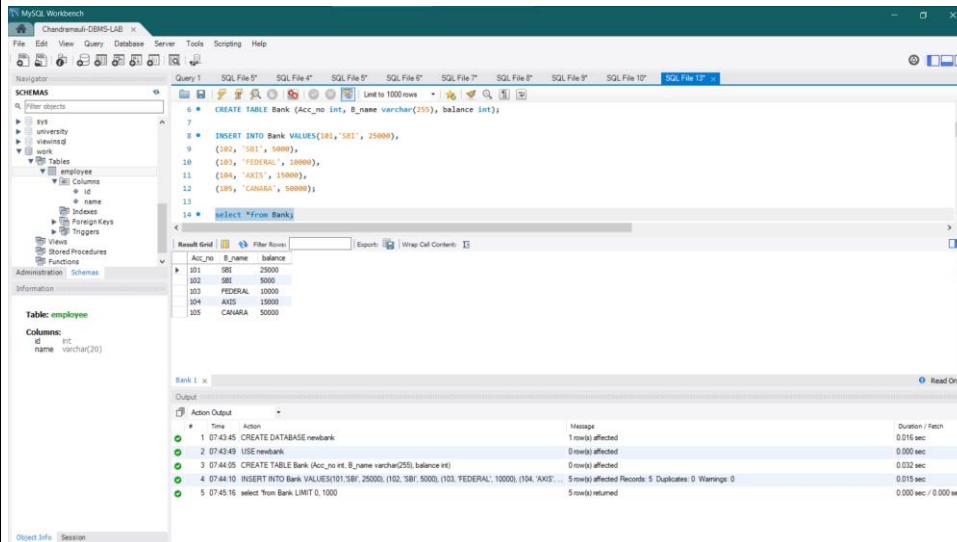 MySQL Workbench
Chandramauli-DBMS-LAB ×
File Edit View Query Database Server Tools Scripting Help
Navigator
SCHEMAS
Filter objects
sys
university
viewinsql
work
Tables
employee
Columns
id
name
Indexes
Foreign Keys
Triggers
Views
Stored Procedures
Functions
Administration Schemas
Information
Table: employee
Columns:
id int
name varchar(20)
Object Info Session
Query 1 SQL File 5* SQL File 4* SQL File 5* SQL File 6* SQL File 7* SQL File 8* SQL File 9* SQL File 10* SQL File 13* ×
Limit to 1000 rows
6 CREATE TABLE Bank (Acc_no int, B_name varchar(255), balance int);
7
8 INSERT INTO Bank VALUES(101,'SBI', 25000),
9 (102, 'SBI', 5000),
10 (103, 'FEDERAL', 10000),
11 (104, 'AXIS', 15000),
12 (105, 'CANARA', 50000);
13
14 select *from Bank;
Result Grid Filter Rows: Export: Wrap Cell Content:
Acc_no B_name balance
101 SBI 25000
102 SBI 5000
103 FEDERAL 10000
104 AXIS 15000
105 CANARA 50000
Bank 1 × Read On
Output
Action Output
# Time Action Message Duration / Fetch
1 07:43:45 CREATE DATABASE newbank 1 row(s) affected 0.016 sec
2 07:43:49 USE newbank 0 row(s) affected 0.000 sec
3 07:44:05 CREATE TABLE Bank (Acc_no int, B_name varchar(255), balance int) 0 row(s) affected 0.032 sec
4 07:44:10 INSERT INTO Bank VALUES(101,'SBI', 25000), (102, 'SBI', 5000), (103, 'FEDERAL', 10000), (104, 'AXIS', ... 5 row(s) affected Records: 5 Duplicates: 0 Warnings: 0 0.015 sec
5 07:45:16 select *from Bank LIMIT 0, 1000 5 row(s) returned 0.000 sec / 0.000 se